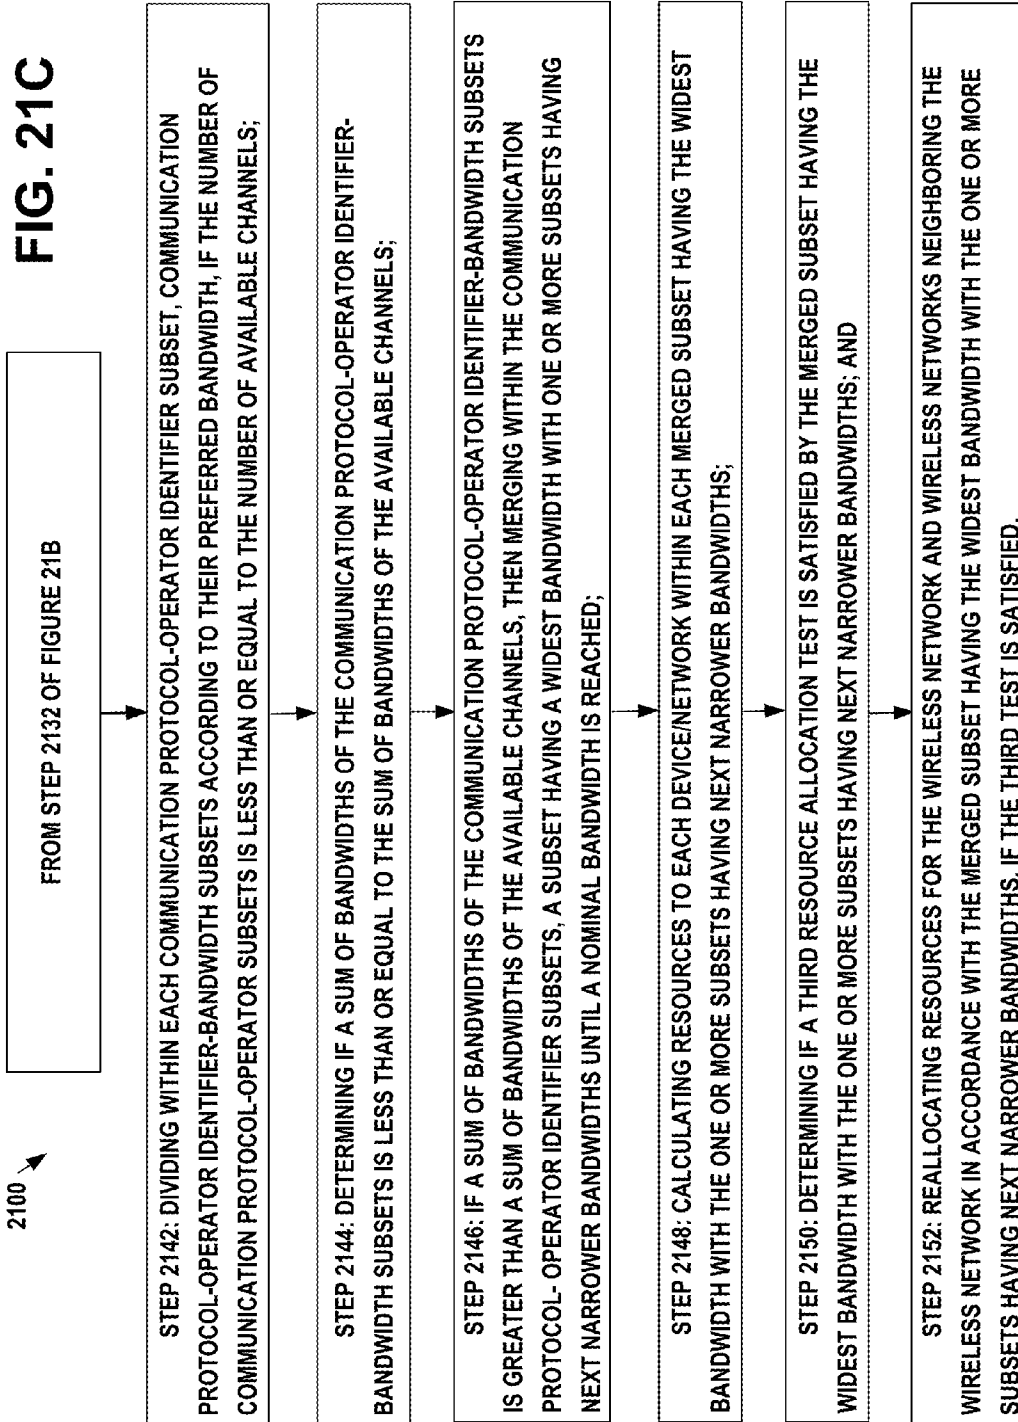 FIG. 21C
2100
FROM STEP 2132 OF FIGURE 21B
STEP 2142: DIVIDING WITHIN EACH COMMUNICATION PROTOCOL-OPERATOR IDENTIFIER SUBSET, COMMUNICATION
PROTOCOL-OPERATOR IDENTIFIER-BANDWIDTH SUBSETS ACCORDING TO THEIR PREFERRED BANDWIDTH, IF THE NUMBER OF
COMMUNICATION PROTOCOL-OPERATOR SUBSETS IS LESS THAN OR EQUAL TO THE NUMBER OF AVAILABLE CHANNELS;
STEP 2144: DETERMINING IF A SUM OF BANDWIDTHS OF THE COMMUNICATION PROTOCOL-OPERATOR IDENTIFIER-
BANDWIDTH SUBSETS IS LESS THAN OR EQUAL TO THE SUM OF BANDWIDTHS OF THE AVAILABLE CHANNELS;
STEP 2146: IF A SUM OF BANDWIDTHS OF THE COMMUNICATION PROTOCOL-OPERATOR IDENTIFIER-BANDWIDTH SUBSETS
IS GREATER THAN A SUM OF BANDWIDTHS OF THE AVAILABLE CHANNELS, THEN MERGING WITHIN THE COMMUNICATION
PROTOCOL- OPERATOR IDENTIFIER SUBSETS, A SUBSET HAVING A WIDEST BANDWIDTH WITH ONE OR MORE SUBSETS HAVING
NEXT NARROWER BANDWIDTHS UNTIL A NOMINAL BANDWIDTH IS REACHED;
STEP 2148: CALCULATING RESOURCES TO EACH DEVICE/NETWORK WITHIN EACH MERGED SUBSET HAVING THE WIDEST
BANDWIDTH WITH THE ONE OR MORE SUBSETS HAVING NEXT NARROWER BANDWIDTHS;
STEP 2150: DETERMINING IF A THIRD RESOURCE ALLOCATION TEST IS SATISFIED BY THE MERGED SUBSET HAVING THE
WIDEST BANDWIDTH WITH THE ONE OR MORE SUBSETS HAVING NEXT NARROWER BANDWIDTHS; AND
STEP 2152: REALLOCATING RESOURCES FOR THE WIRELESS NETWORK AND WIRELESS NETWORKS NEIGHBORING THE
WIRELESS NETWORK IN ACCORDANCE WITH THE MERGED SUBSET HAVING THE WIDEST BANDWIDTH WITH THE ONE OR MORE
SUBSETS HAVING NEXT NARROWER BANDWIDTHS, IF THE THIRD TEST IS SATISFIED.